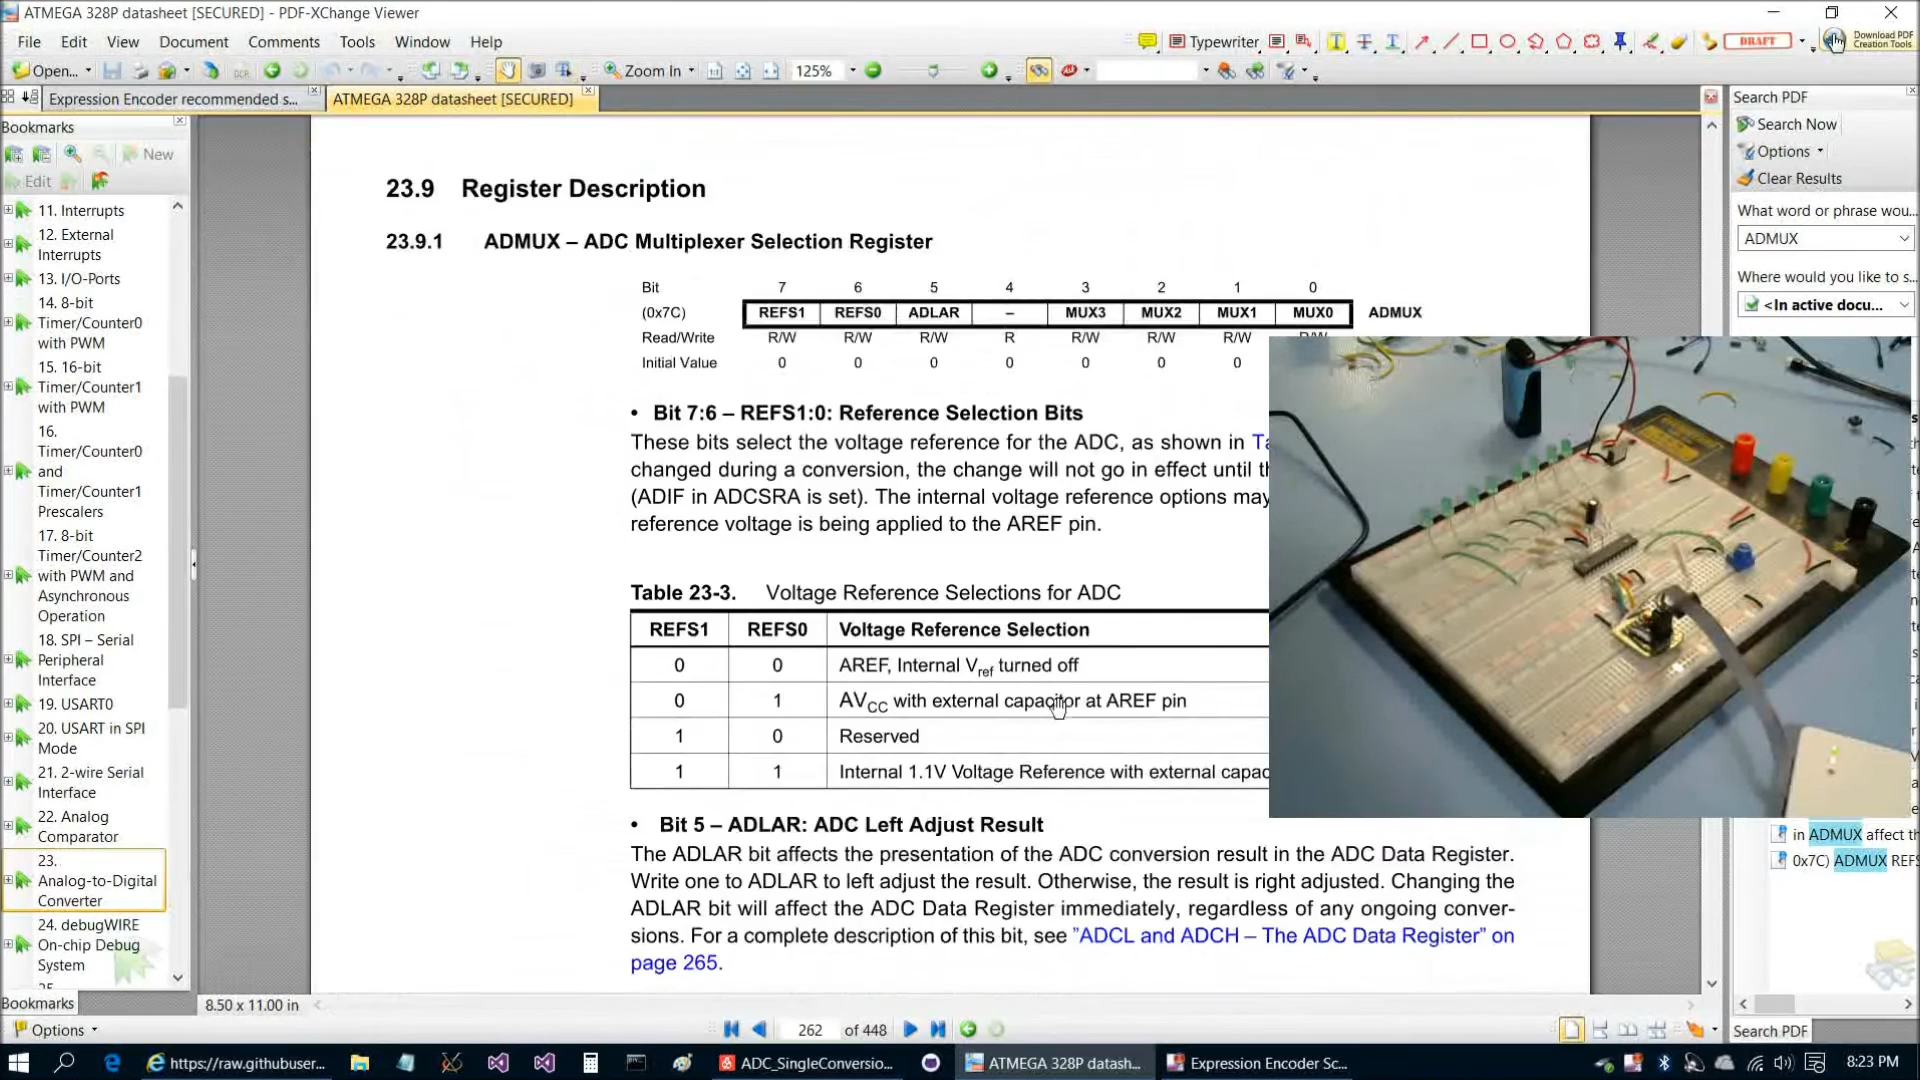 ATMEGA 328P datasheet [SECURED] - PDF-XChange Viewer
File Edit View Document Comments Tools Window Help
Typewriter
DRAFT
Download PDF
Creation Tools
Open...
OCR
Zoom In
125%
Expression Encoder recommended s...
ATMEGA 328P datasheet [SECURED]
Bookmarks
New
Edit
11. Interrupts
12. External
Interrupts
13. I/O-Ports
14. 8-bit
Timer/Counter0
with PWM
15. 16-bit
Timer/Counter1
with PWM
16.
Timer/Counter0
and
Timer/Counter1
Prescalers
17. 8-bit
Timer/Counter2
with PWM and
Asynchronous
Operation
18. SPI – Serial
Peripheral
Interface
19. USART0
20. USART in SPI
Mode
21. 2-wire Serial
Interface
22. Analog
Comparator
23.
Analog-to-Digital
Converter
24. debugWIRE
On-chip Debug
System
Bookmarks
Options
23.9 Register Description
23.9.1 ADMUX – ADC Multiplexer Selection Register
Bit 7 6 5 4 3 2 1 0
(0x7C) REFS1 REFS0 ADLAR – MUX3 MUX2 MUX1 MUX0 ADMUX
Read/Write R/W R/W R/W R R/W R/W R/W R/W
Initial Value 0 0 0 0 0 0 0
• Bit 7:6 – REFS1:0: Reference Selection Bits
These bits select the voltage reference for the ADC, as shown in Ta
changed during a conversion, the change will not go in effect until th
(ADIF in ADCSRA is set). The internal voltage reference options may
reference voltage is being applied to the AREF pin.
Table 23-3. Voltage Reference Selections for ADC
REFS1 REFS0 Voltage Reference Selection
0 0 AREF, Internal Vref turned off
0 1 AVCC with external capacitor at AREF pin
1 0 Reserved
1 1 Internal 1.1V Voltage Reference with external capac
• Bit 5 – ADLAR: ADC Left Adjust Result
The ADLAR bit affects the presentation of the ADC conversion result in the ADC Data Register.
Write one to ADLAR to left adjust the result. Otherwise, the result is right adjusted. Changing the
ADLAR bit will affect the ADC Data Register immediately, regardless of any ongoing conver-
sions. For a complete description of this bit, see ”ADCL and ADCH – The ADC Data Register” on
page 265.
8.50 x 11.00 in
262 of 448
Search PDF
Search Now
Options
Clear Results
What word or phrase wou...
ADMUX
Where would you like to s...
<In active docu...
in ADMUX affect th
0x7C) ADMUX REFS
Search PDF
https://raw.githubuser...
ADC_SingleConversio...
ATMEGA 328P datash...
Expression Encoder Sc...
8:23 PM